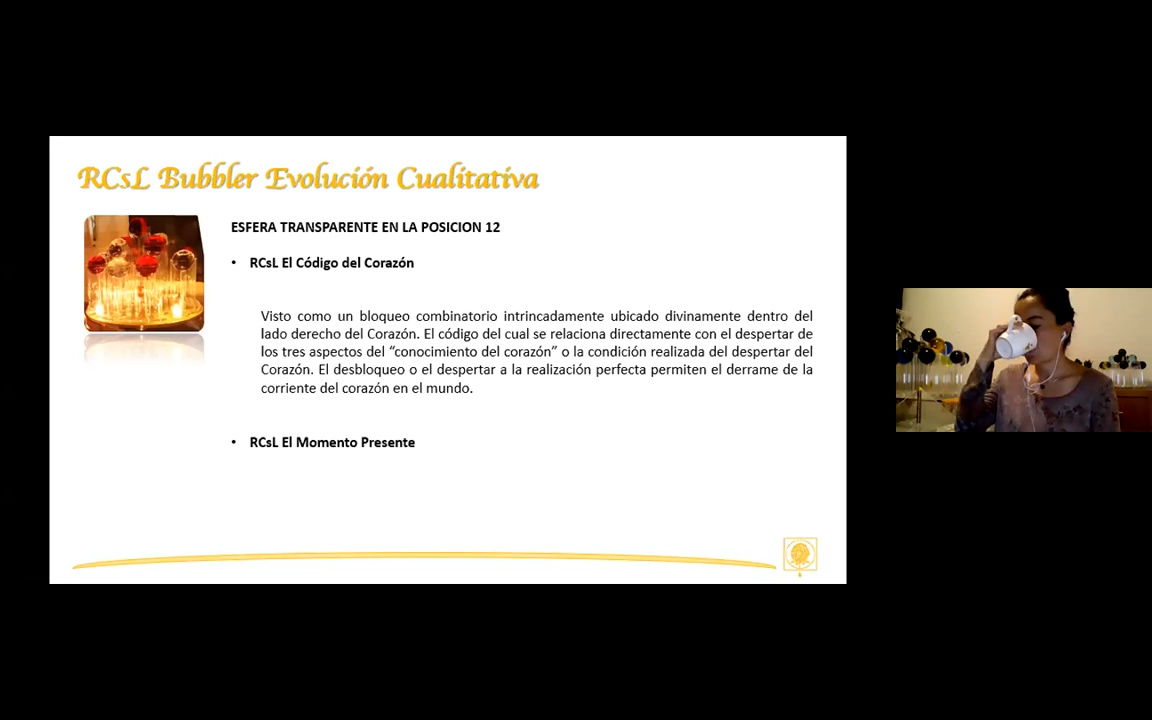 RCsL Bubbler Evolución Cualitativa
ESFERA TRANSPARENTE EN LA POSICION 12
• RCsL El Código del Corazón
Visto como un bloqueo combinatorio intrincadamente ubicado divinamente dentro del
lado derecho del Corazón. El código del cual se relaciona directamente con el despertar de
los tres aspectos del “conocimiento del corazón” o la condición realizada del despertar del
Corazón. El desbloqueo o el despertar a la realización perfecta permiten el derrame de la
corriente del corazón en el mundo.
• RCsL El Momento Presente